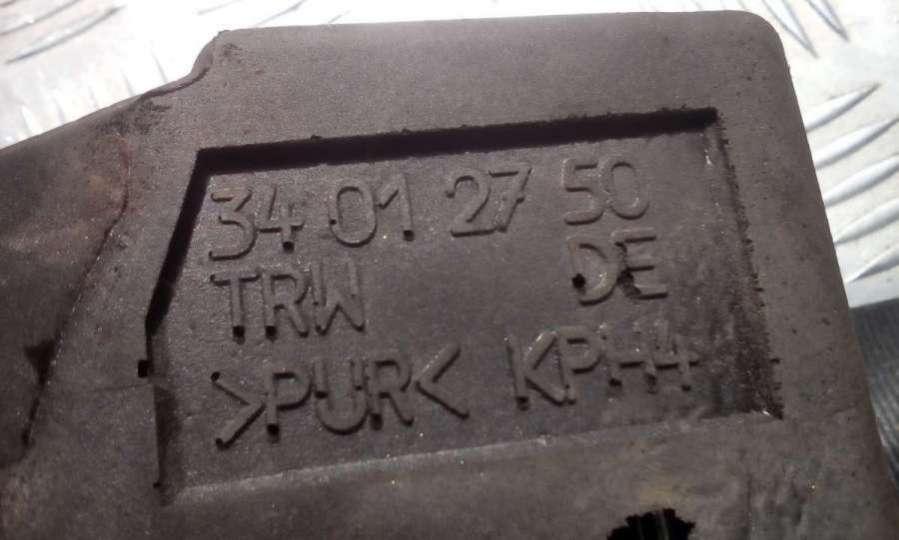 34 01 27 50
TRW DE
>PUR< KPH4